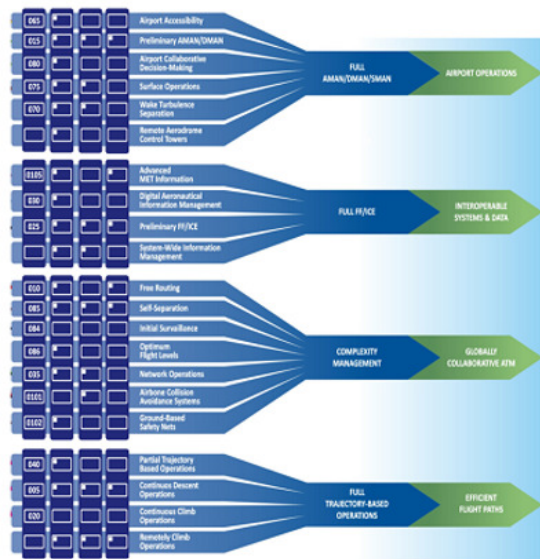 065
Airport Accessibility
015
Preliminary AMAN/DMAN
080
Airport Collaborative
Decision-Making
075
Surface Operations
070
Wake Turbulence
Separation
Remote Aerodrome
Control Towers
FULL
AMAN/DMAN/SMAN
AIRPORT OPERATIONS
0105
Advanced
MET Information
030
Digital Aeronautical
Information Management
025
Preliminary FF/ICE
System-Wide Information
Management
FULL FF/ICE
INTEROPERABLE
SYSTEMS & DATA
010
Free Routing
085
Self-Separation
084
Initial Survaillance
086
Optimum
Flight Levels
035
Network Operations
0101
Airbone Collision
Avoidance Systems
0102
Ground-Based
Safety Nets
COMPLEXITY
MANAGEMENT
GLOBALLY
COLLABORATIVE ATM
040
Partial Trajectory
Based Operations
005
Continuos Descent
Operations
020
Continuous Climb
Operations
Remotely Climb
Operations
FULL
TRAJECTORY-BASED
OPERATIONS
EFFICIENT
FLIGHT PATHS